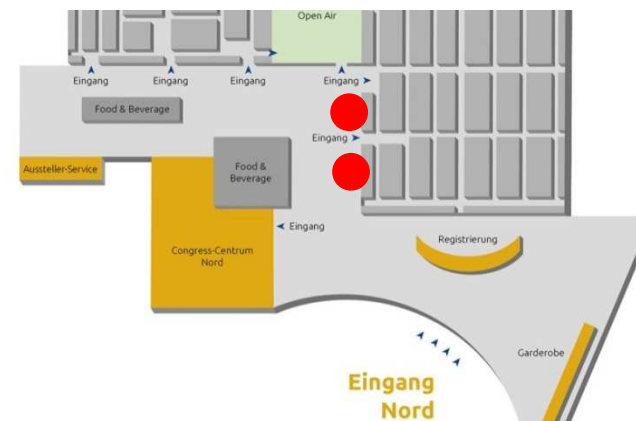 Open Air
Eingang
Eingang
Eingang
Eingang
Food & Beverage
Eingang
Aussteller-Service
Food &
Beverage
Eingang
Registrierung
Congress-Centrum
Nord
Garderobe
Eingang
Nord